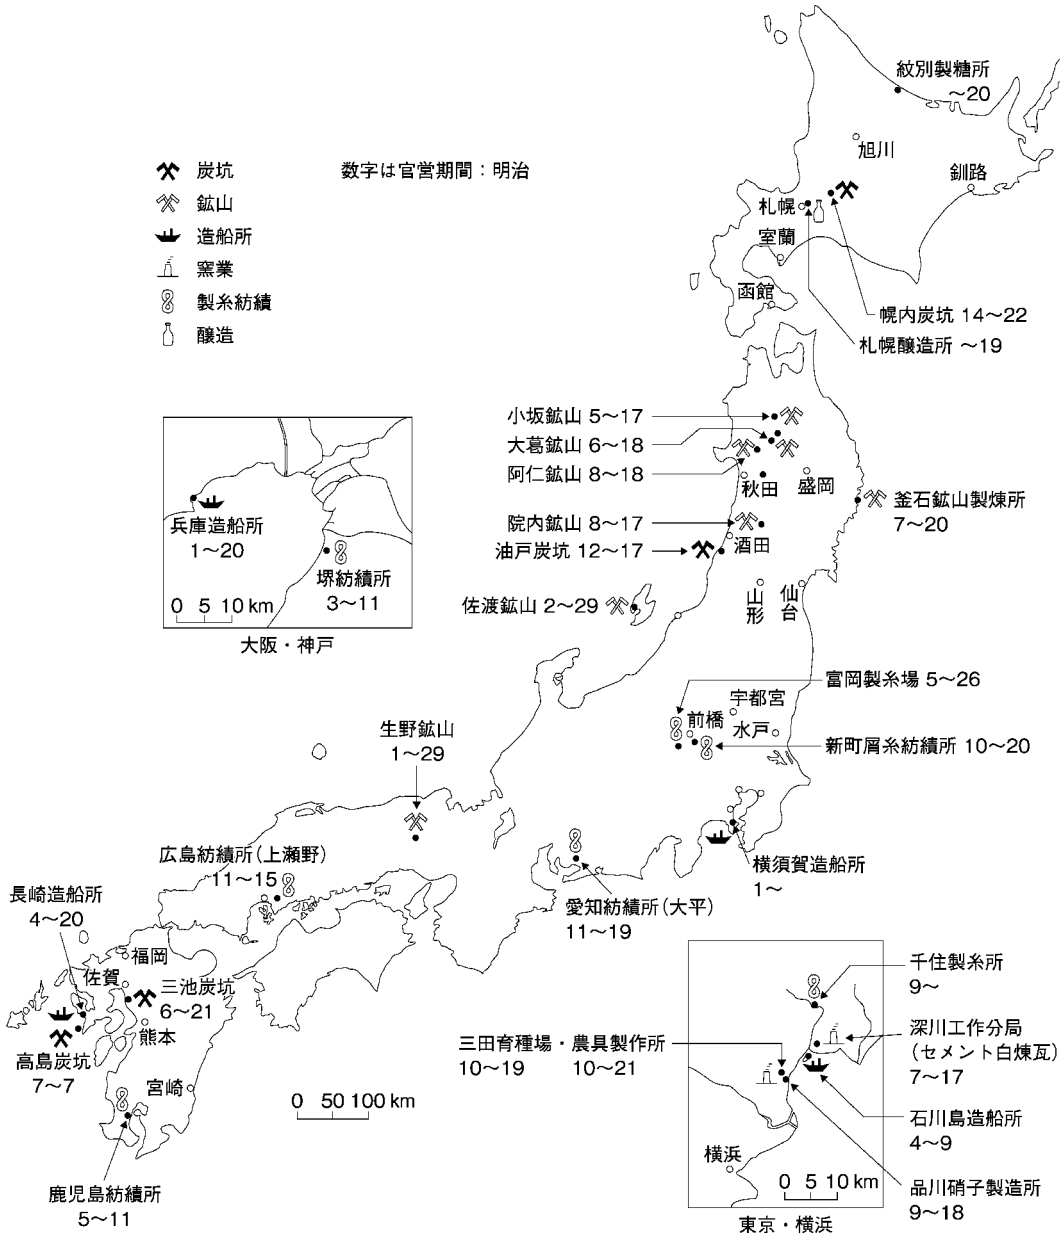 紋別製糖所
～20
旭川
釧路
札幌
室蘭
函館
幌内炭坑 14～22
札幌醸造所 ～19
炭坑
数字は官営期間：明治
鉱山
造船所
窯業
製糸紡績
醸造
小坂鉱山 5～17
大葛鉱山 6～18
阿仁鉱山 8～18
秋田
盛岡
釜石鉱山製煉所
7～20
院内鉱山 8～17
油戸炭坑 12～17
酒田
佐渡鉱山 2～29
山形
仙台
兵庫造船所
1～20
堺紡績所
3～11
0 5 10 km
大阪・神戸
富岡製糸場 5～26
宇都宮
前橋
水戸
新町屑糸紡績所 10～20
生野鉱山
1～29
横須賀造船所
1～
広島紡績所(上瀬野)
11～15
愛知紡績所(大平)
11～19
長崎造船所
4～20
福岡
佐賀
三池炭坑
6～21
熊本
高島炭坑
7～7
宮崎
鹿児島紡績所
5～11
0 50 100 km
千住製糸所
9～
深川工作分局
(セメント白煉瓦)
7～17
三田育種場・農具製作所
10～19 10～21
石川島造船所
4～9
横浜
品川硝子製造所
9～18
0 5 10 km
東京・横浜